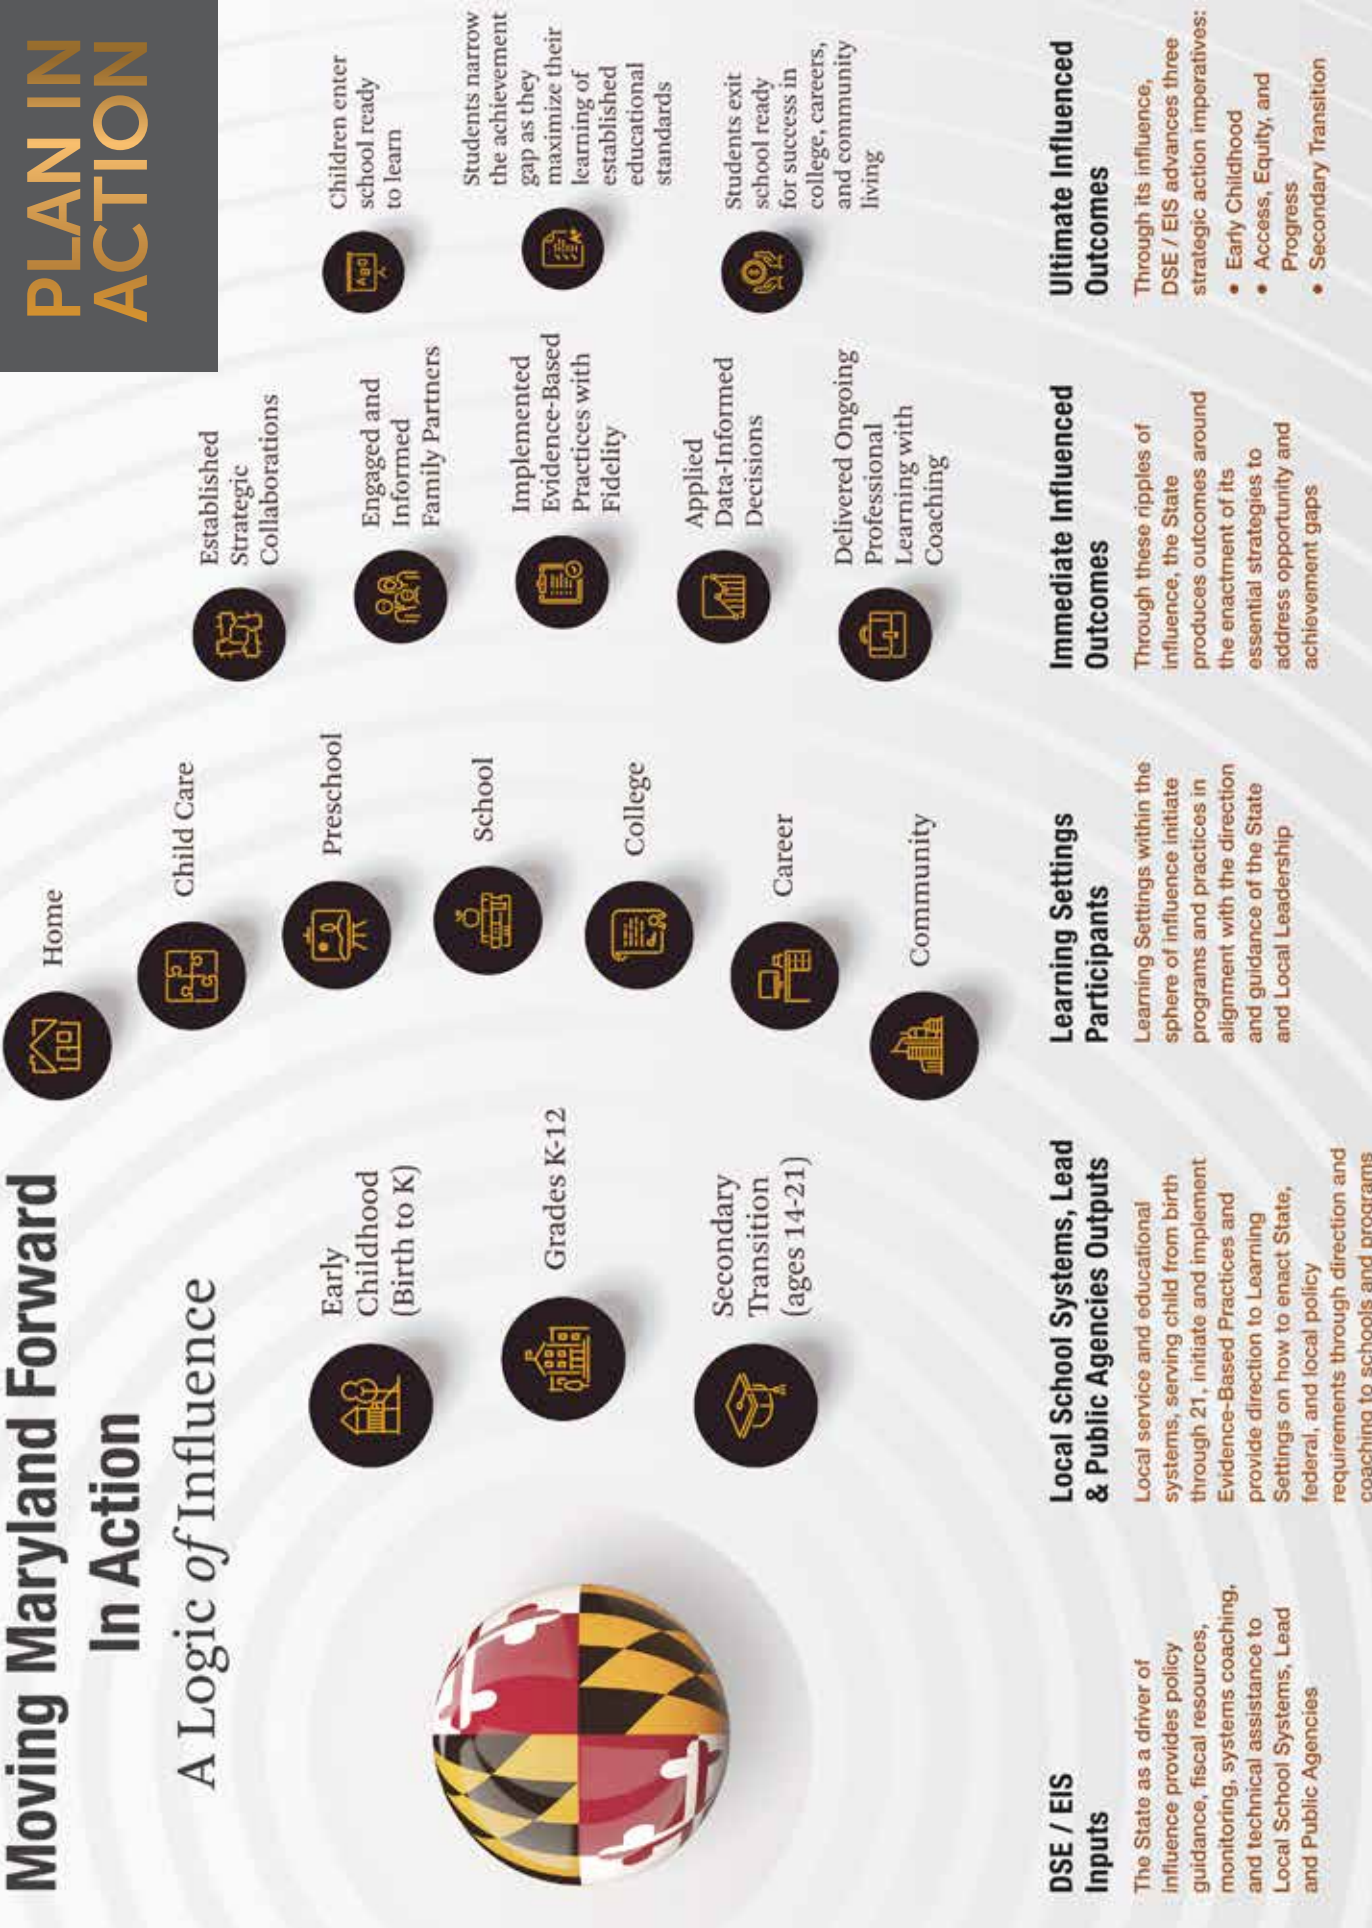 Moving Maryland Forward
In Action
A Logic of Influence
PLAN IN
ACTION
Early
Childhood
(Birth to K)
Grades K-12
Secondary
Transition
(ages 14-21)
Home
Child Care
Preschool
School
College
Career
Community
Established
Strategic
Collaborations
Engaged and
Informed
Family Partners
Implemented
Evidence-Based
Practices with
Fidelity
Applied
Data-Informed
Decisions
Delivered Ongoing
Professional
Learning with
Coaching
Children enter
school ready
to learn
Students narrow
the achievement
gap as they
maximize their
learning of
established
educational
standards
Students exit
school ready
for success in
college, careers,
and community
living
DSE / EIS
Inputs
The State as a driver of
influence provides policy
guidance, fiscal resources,
monitoring, systems coaching,
and technical assistance to
Local School Systems, Lead
and Public Agencies
Local School Systems, Lead
& Public Agencies Outputs
Local service and educational
systems, serving child from birth
through 21, initiate and implement
Evidence-Based Practices and
provide direction to Learning
Settings on how to enact State,
federal, and local policy
requirements through direction and
coaching to schools and programs
Learning Settings
Participants
Learning Settings within the
sphere of influence initiate
programs and practices in
alignment with the direction
and guidance of the State
and Local Leadership
Immediate Influenced
Outcomes
Through these ripples of
influence, the State
produces outcomes around
the enactment of its
essential strategies to
address opportunity and
achievement gaps
Ultimate Influenced
Outcomes
Through its influence,
DSE / EIS advances three
strategic action imperatives:
• Early Childhood
• Access, Equity, and
Progress
• Secondary Transition